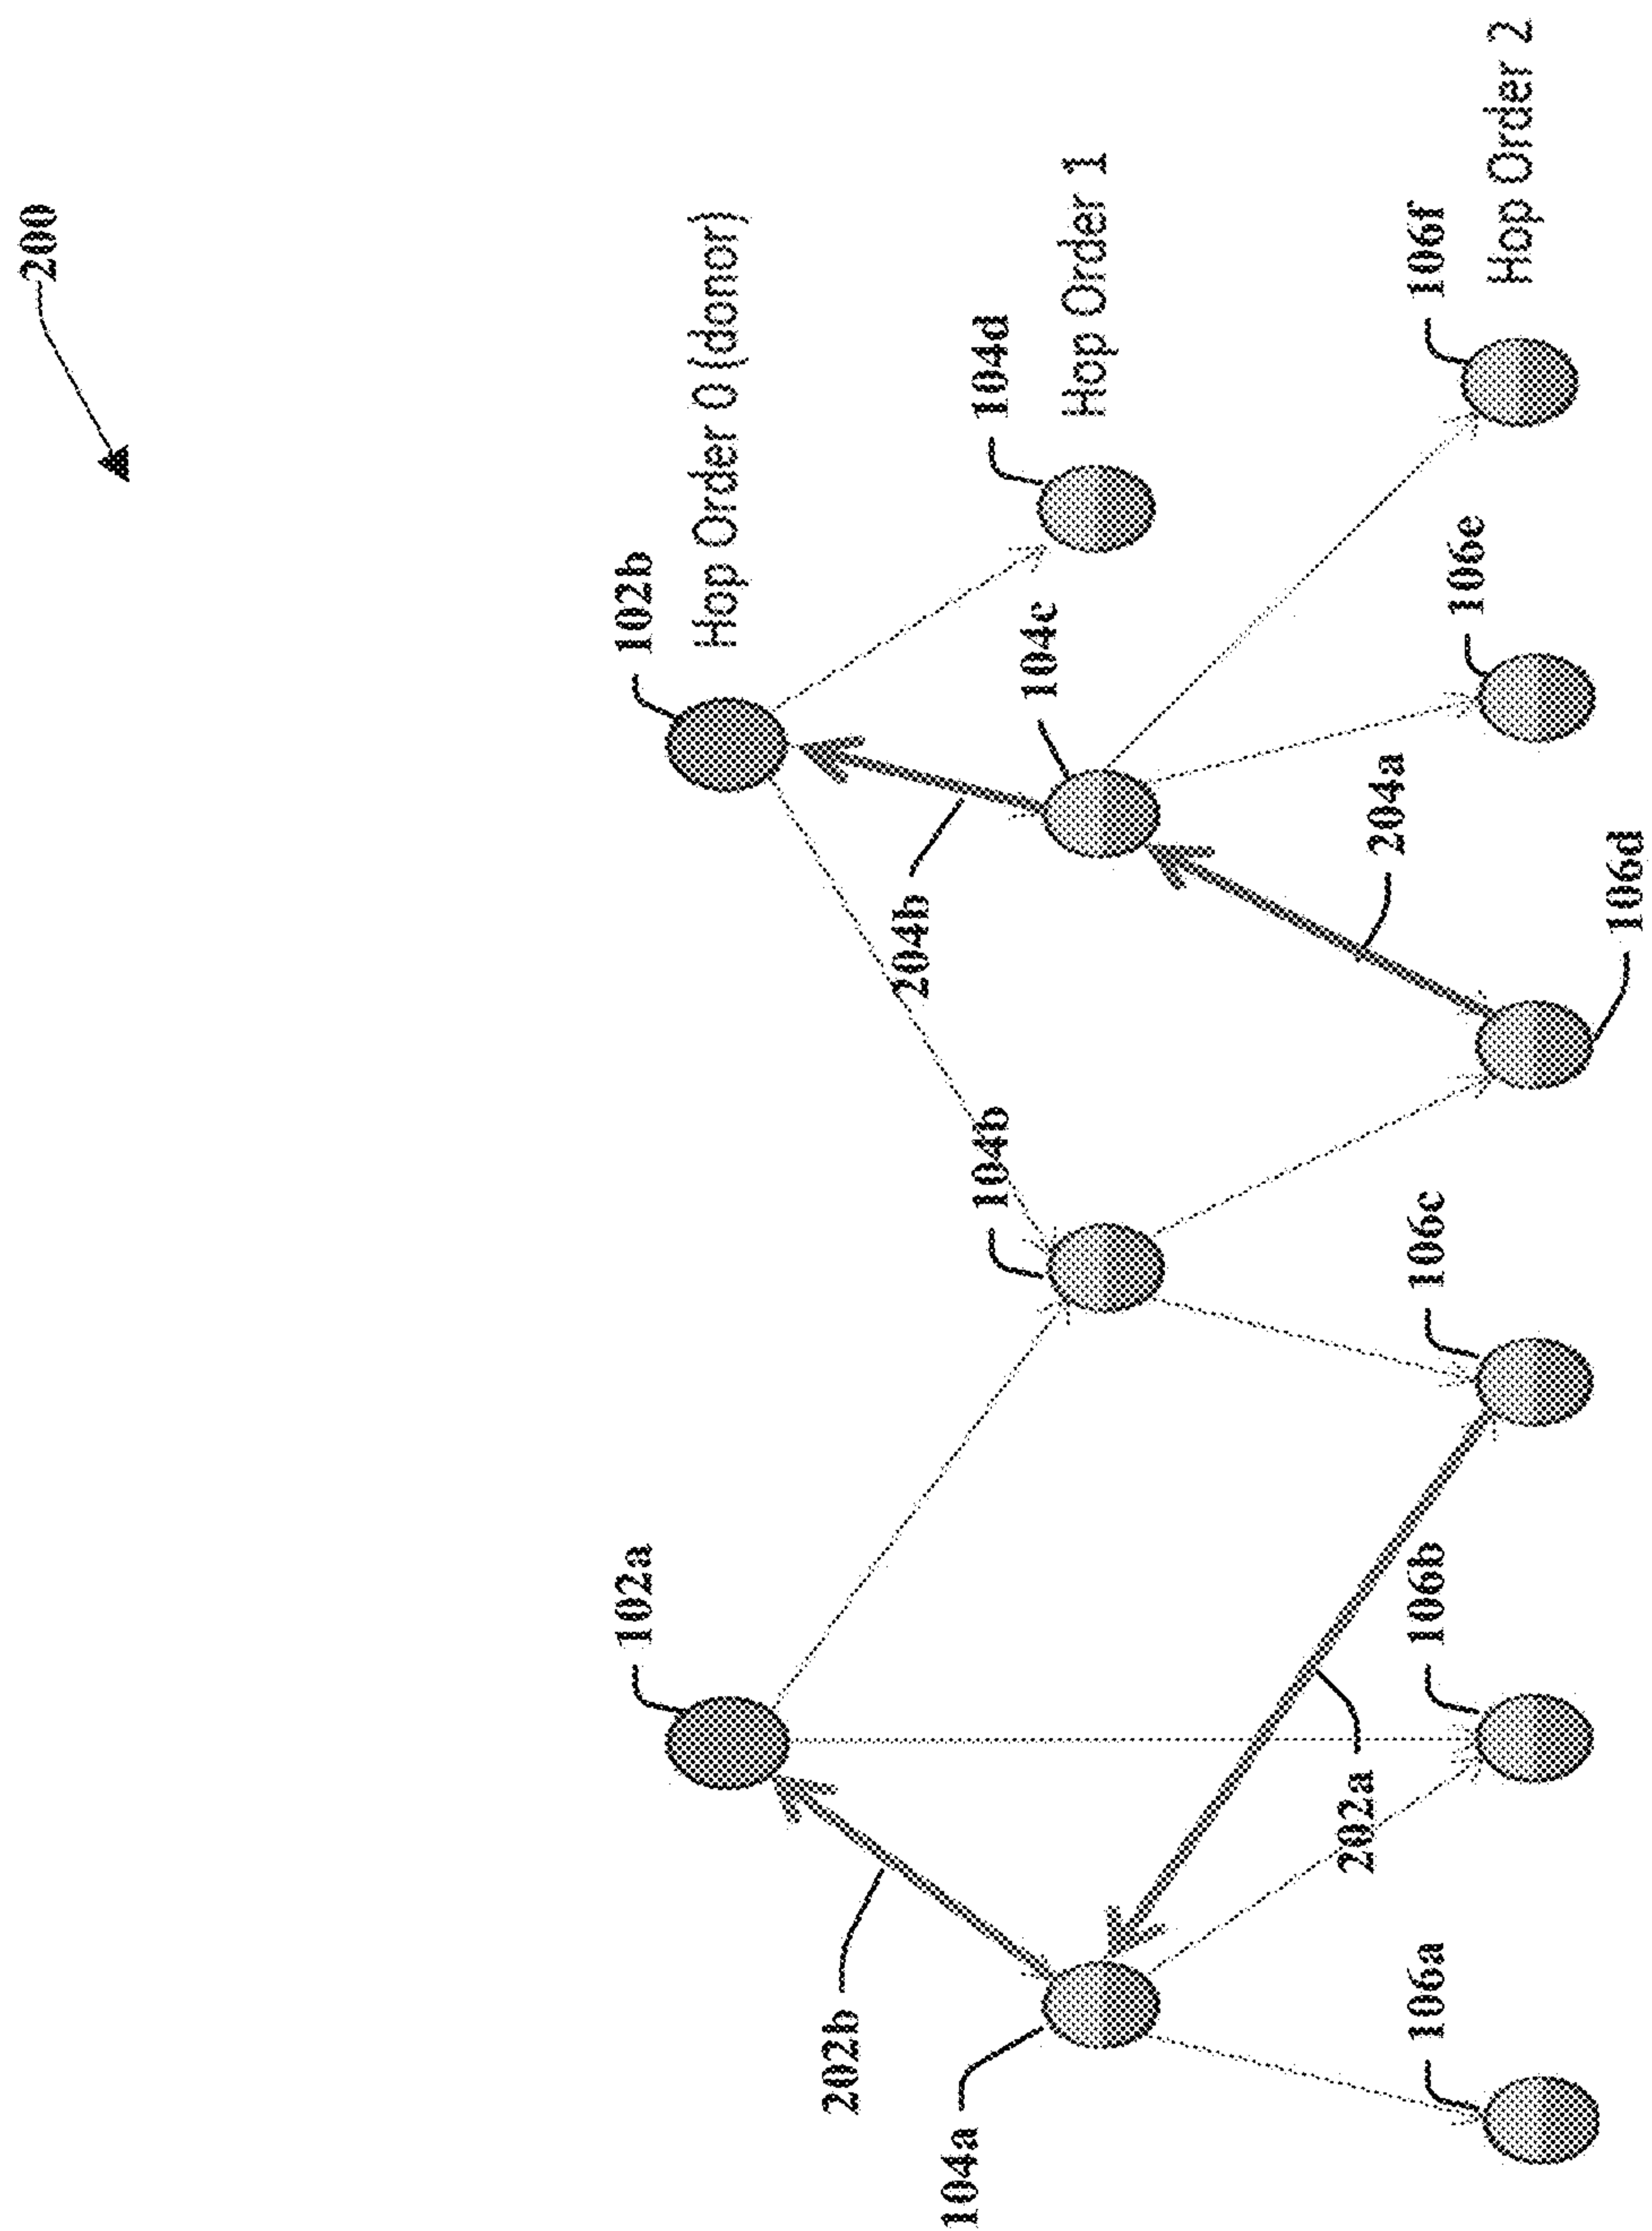 200
102a
102b
Hop Order 0 (donor)
202b
204b
104a
104b
104c
104d
Hop Order 1
202a
204a
106a
106b
106c
106d
106e
106f
Hop Order 2